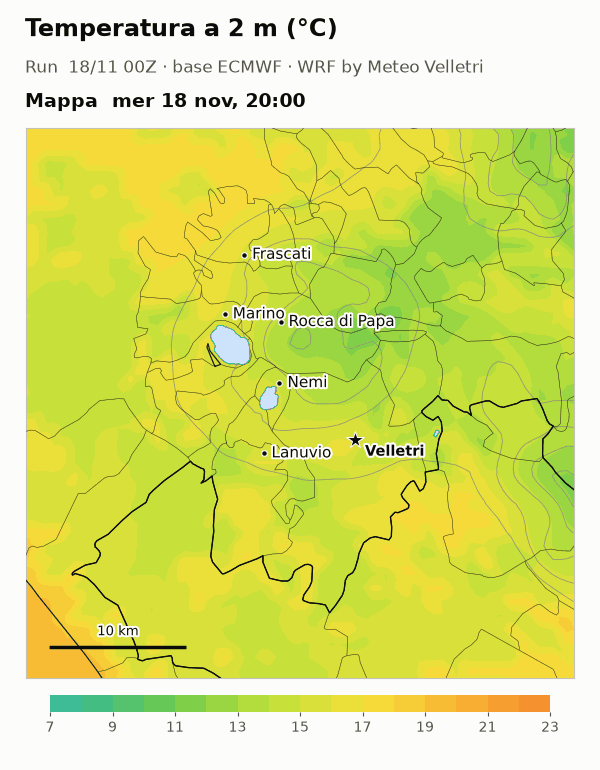 Temperatura a 2 m (°C)
Run  18/11 00Z · base ECMWF · WRF by Meteo Velletri
Mappa  mer 18 nov, 20:00
Frascati
Marino
Rocca di Papa
Nemi
Velletri
Lanuvio
10 km
7 9 11 13 15 17 19 21 23